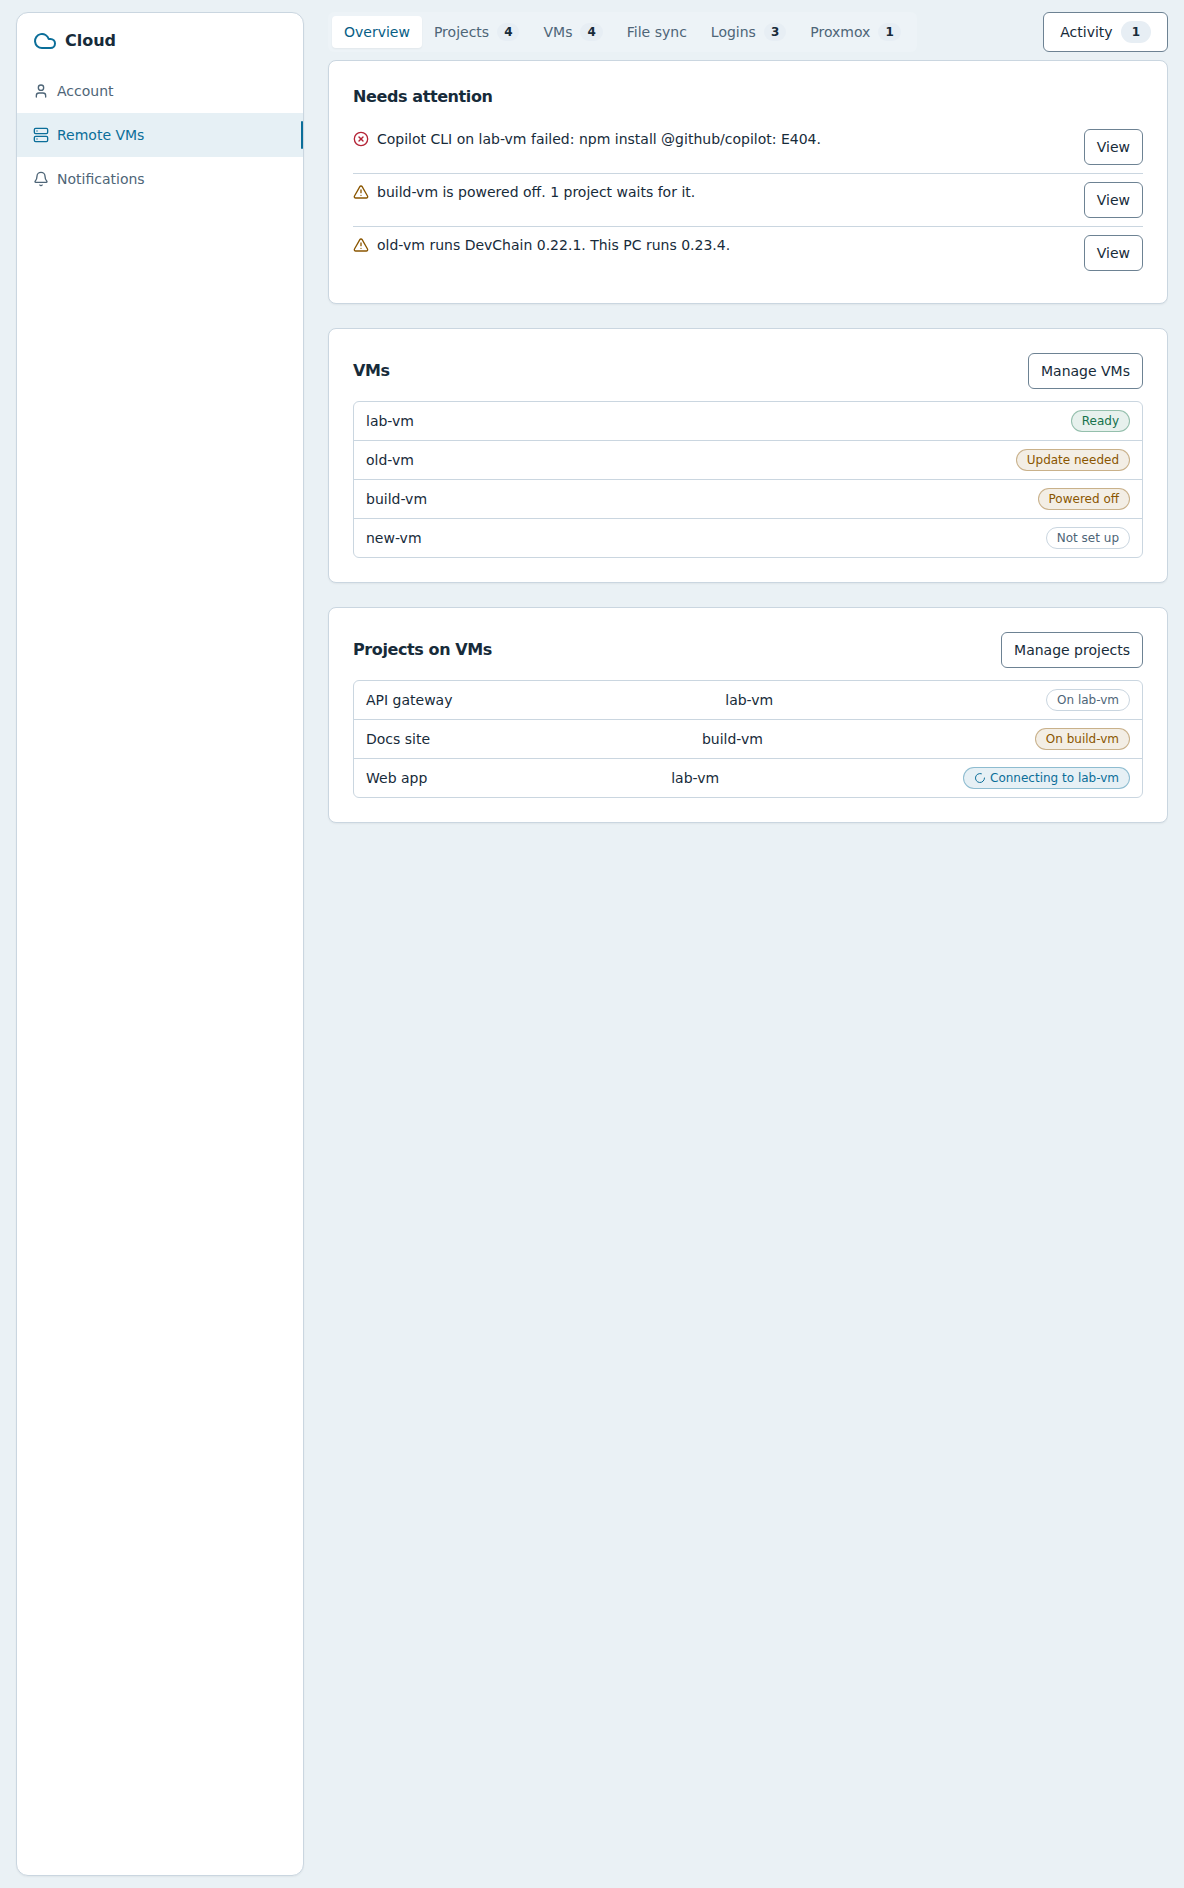 Cloud
Account
Remote VMs
Notifications
Overview Projects 4 VMs 4 File sync Logins 3 Proxmox 1 Activity 1
Needs attention
Copilot CLI on lab-vm failed: npm install @github/copilot: E404. View
build-vm is powered off. 1 project waits for it. View
old-vm runs DevChain 0.22.1. This PC runs 0.23.4. View
VMs Manage VMs
lab-vm Ready
old-vm Update needed
build-vm Powered off
new-vm Not set up
Projects on VMs Manage projects
API gateway lab-vm On lab-vm
Docs site build-vm On build-vm
Web app lab-vm Connecting to lab-vm